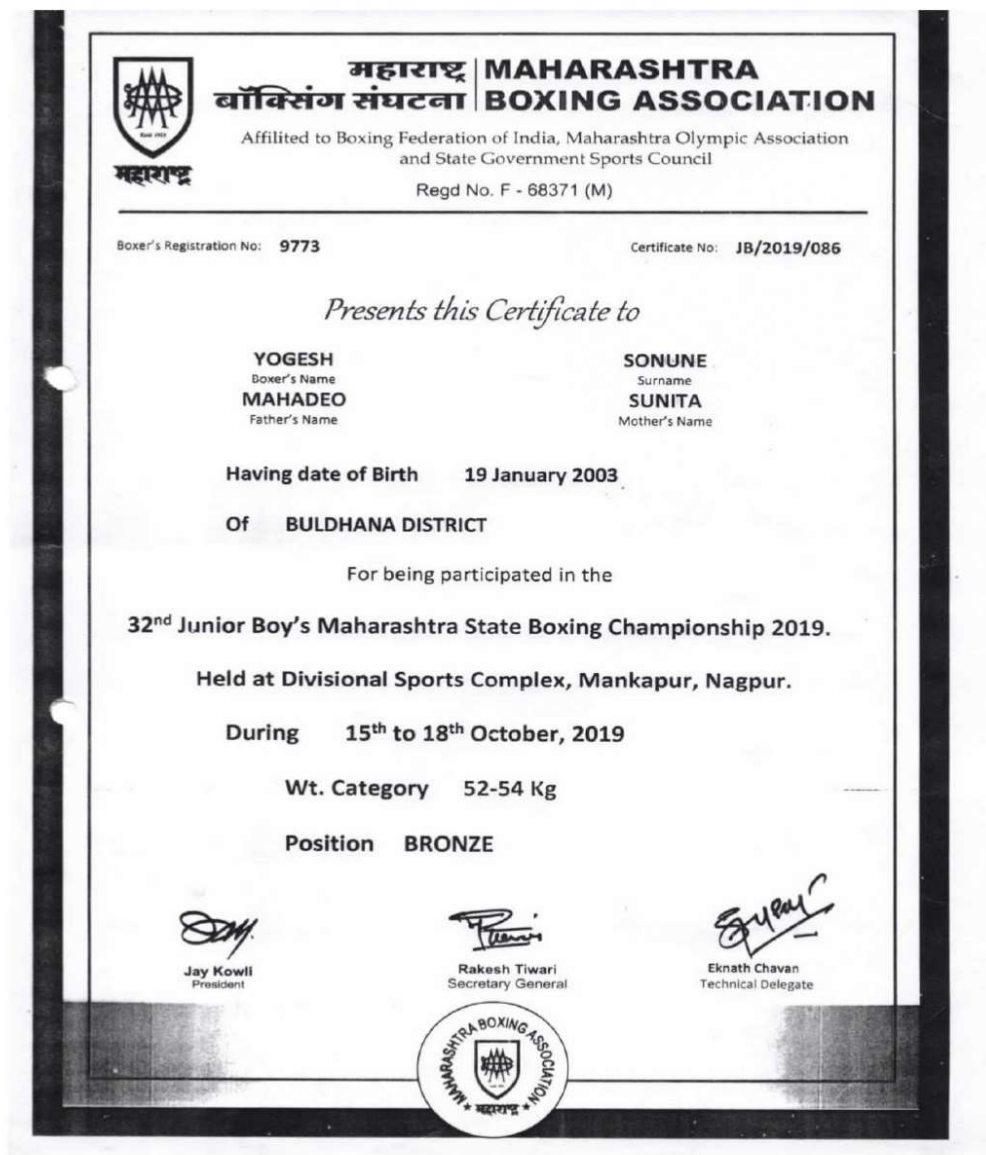 महाराष्ट्र | MAHARASHTRA
बॉक्सिंग संघटना | BOXING ASSOCIATION
महाराष्ट्र
Affilited to Boxing Federation of India, Maharashtra Olympic Association
and State Government Sports Council
Regd No. F - 68371 (M)
Boxer's Registration No: 9773 Certificate No: JB/2019/086
Presents this Certificate to
YOGESH SONUNE
Boxer's Name Surname
MAHADEO SUNITA
Father's Name Mother's Name
Having date of Birth 19 January 2003
Of BULDHANA DISTRICT
For being participated in the
32nd Junior Boy's Maharashtra State Boxing Championship 2019.
Held at Divisional Sports Complex, Mankapur, Nagpur.
During 15th to 18th October, 2019
Wt. Category 52-54 Kg
Position BRONZE
Jay Kowli Rakesh Tiwari Eknath Chavan
President Secretary General Technical Delegate
MAHARASHTRA BOXING ASSOCIATION
महाराष्ट्र